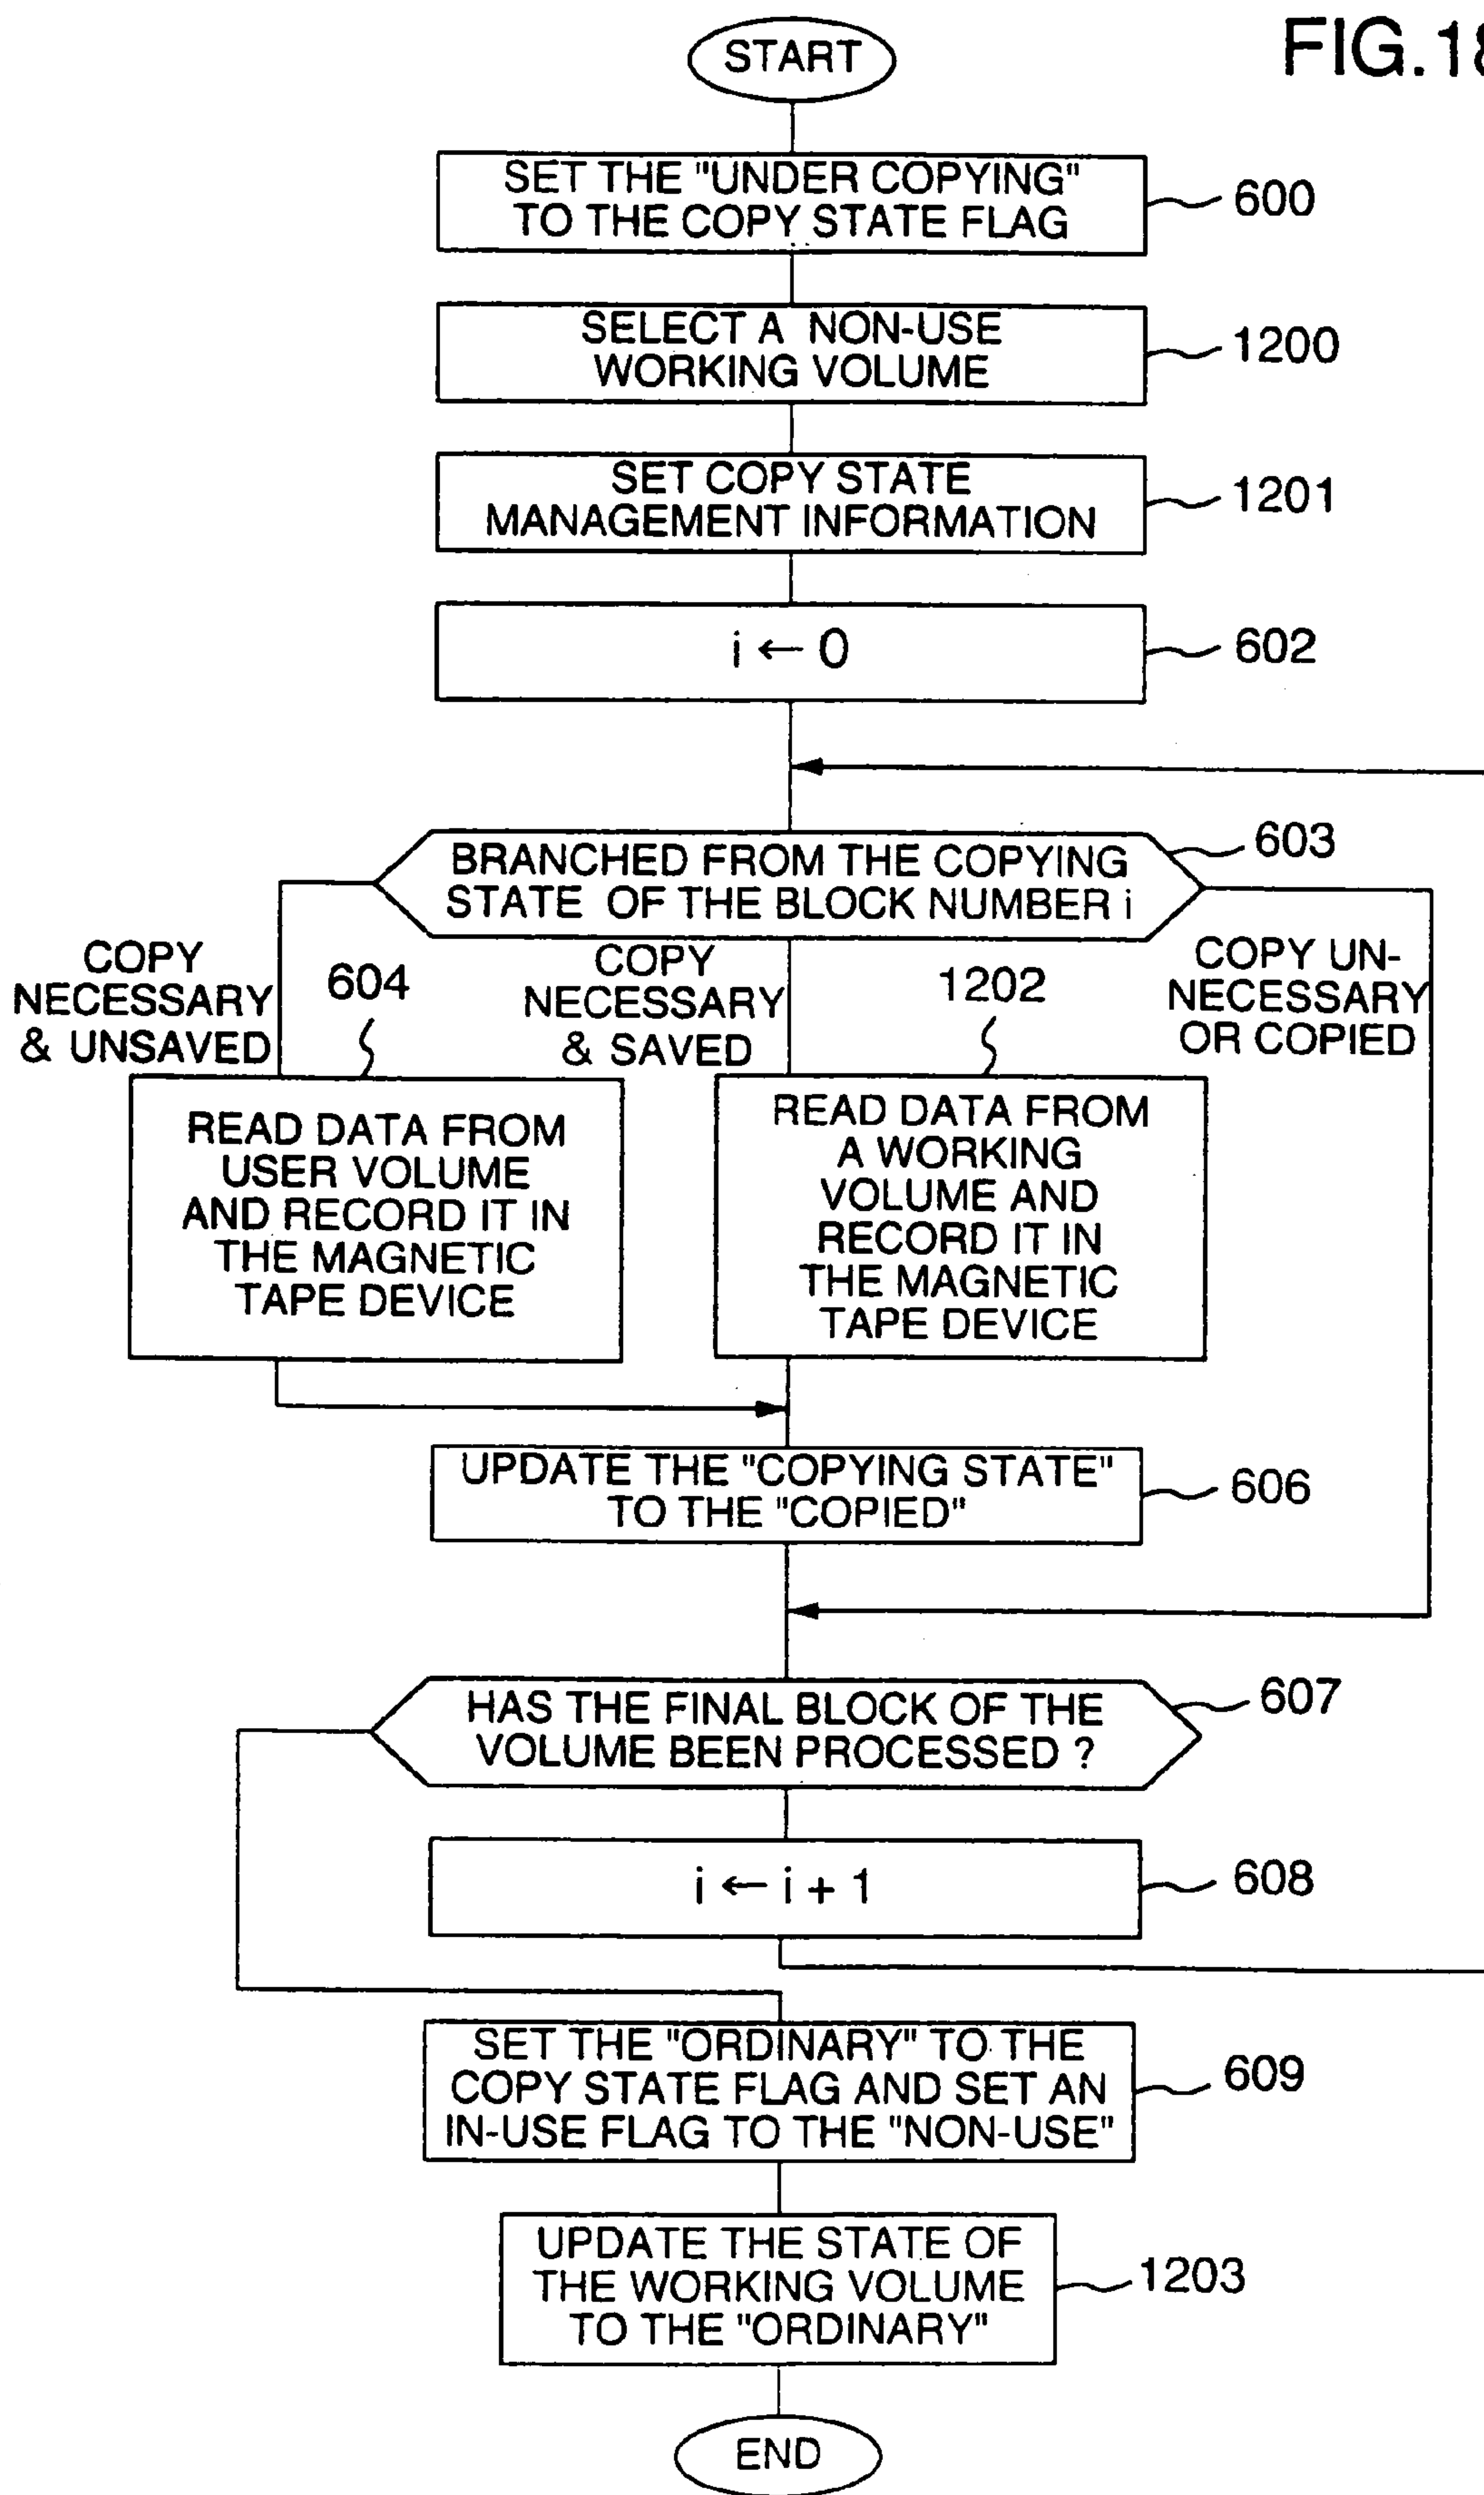 FIG.18
START
SET THE "UNDER COPYING"
TO THE COPY STATE FLAG
600
SELECT A NON-USE
WORKING VOLUME
1200
SET COPY STATE
MANAGEMENT INFORMATION
1201
i ← 0
602
BRANCHED FROM THE COPYING
STATE OF THE BLOCK NUMBER i
603
COPY
NECESSARY
& UNSAVED
604
COPY
NECESSARY
& SAVED
1202
COPY UN-
NECESSARY
OR COPIED
READ DATA FROM
USER VOLUME
AND RECORD IT IN
THE MAGNETIC
TAPE DEVICE
READ DATA FROM
A WORKING
VOLUME AND
RECORD IT IN
THE MAGNETIC
TAPE DEVICE
UPDATE THE "COPYING STATE"
TO THE "COPIED"
606
HAS THE FINAL BLOCK OF THE
VOLUME BEEN PROCESSED ?
607
i ← i + 1
608
SET THE "ORDINARY" TO THE
COPY STATE FLAG AND SET AN
IN-USE FLAG TO THE "NON-USE"
609
UPDATE THE STATE OF
THE WORKING VOLUME
TO THE "ORDINARY"
1203
END